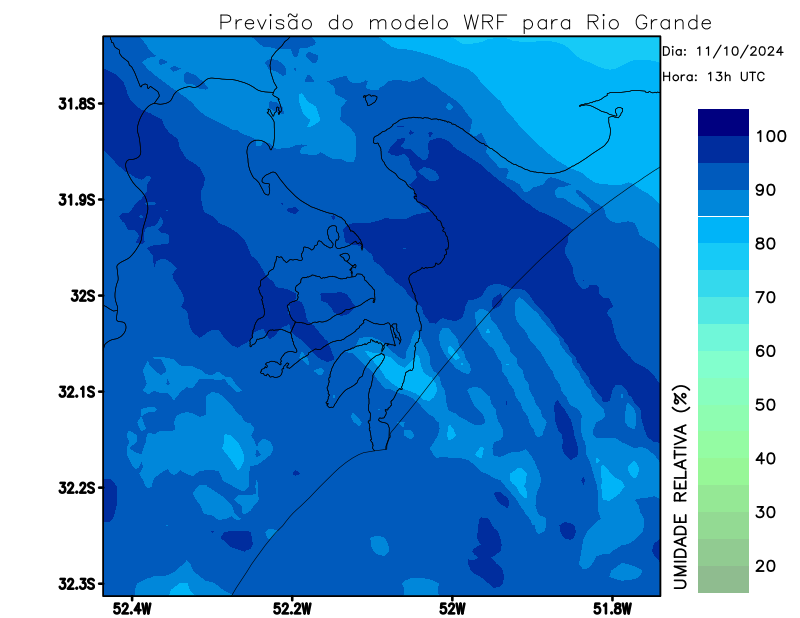 Previsão do modelo WRF para Rio Grande
Dia: 11/10/2024
Hora: 13h UTC
31.8S
31.9S
32S
32.1S
32.2S
32.3S
52.4W
52.2W
52W
51.8W
UMIDADE RELATIVA (%)
100
90
80
70
60
50
40
30
20